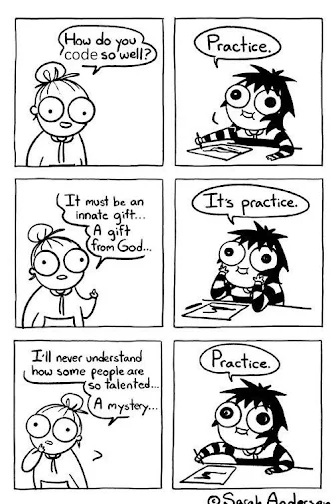 How do you
code so well?
Practice.
It must be an
innate gift...
A gift
from God...
It's practice.
I'll never understand
how some people are
so talented...
A mystery...
Practice.
©Sarah Andersen